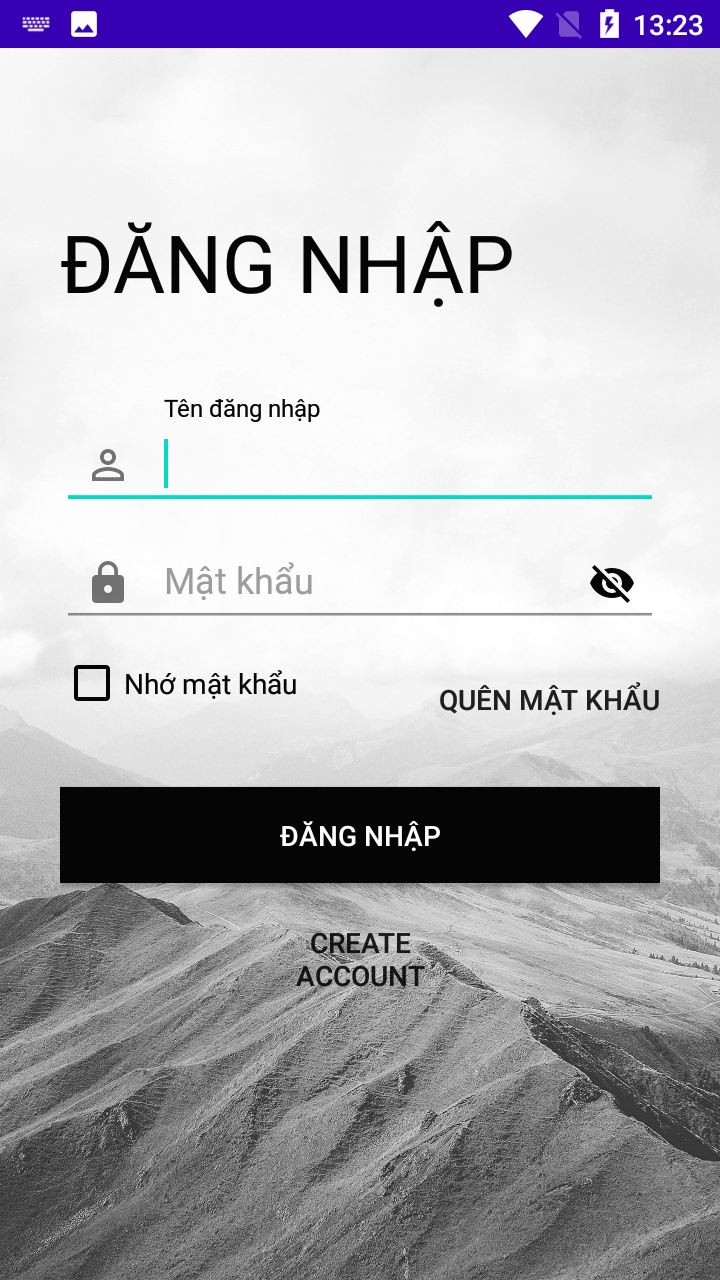 13:23
ĐĂNG NHẬP
Tên đăng nhập
Mật khẩu
Nhớ mật khẩu
QUÊN MẬT KHẨU
ĐĂNG NHẬP
CREATE
ACCOUNT